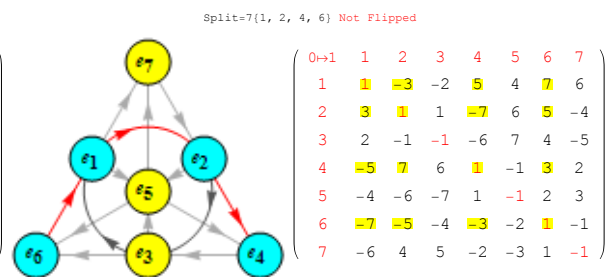 Split=7{1, 2, 4, 6} Not Flipped
e7
e1
e2
e5
e6
e3
e4
0↦1 1 2 3 4 5 6 7
1 1 -3 -2 5 4 7 6
2 3 1 1 -7 6 5 -4
3 2 -1 -1 -6 7 4 -5
4 -5 7 6 1 -1 3 2
5 -4 -6 -7 1 -1 2 3
6 -7 -5 -4 -3 -2 1 -1
7 -6 4 5 -2 -3 1 -1